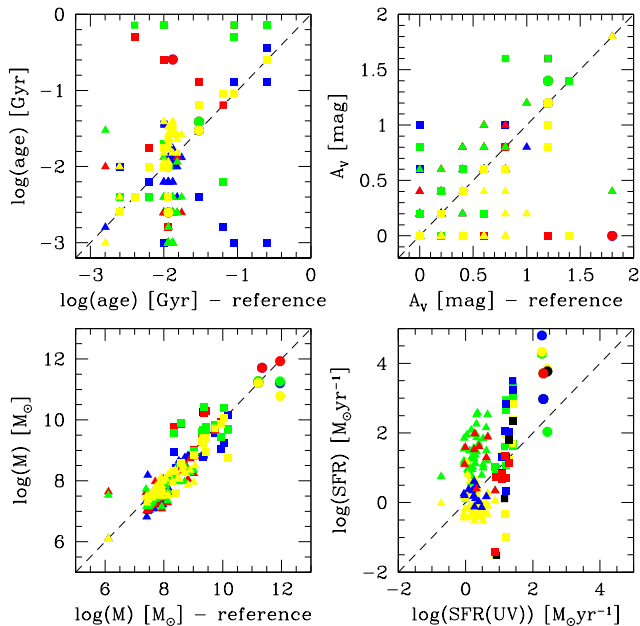 0
−1
−2
−3
log(age) [Gyr]
−3 −2 −1 0
log(age) [Gyr] − reference
2
1.5
1
0.5
0
A_V [mag]
0 0.5 1 1.5 2
A_V [mag] − reference
12
10
8
6
log(M) [M_⊙]
6 8 10 12
log(M) [M_⊙] − reference
4
2
0
−2
log(SFR) [M_⊙yr⁻¹]
−2 0 2 4
log(SFR(UV)) [M_⊙yr⁻¹]